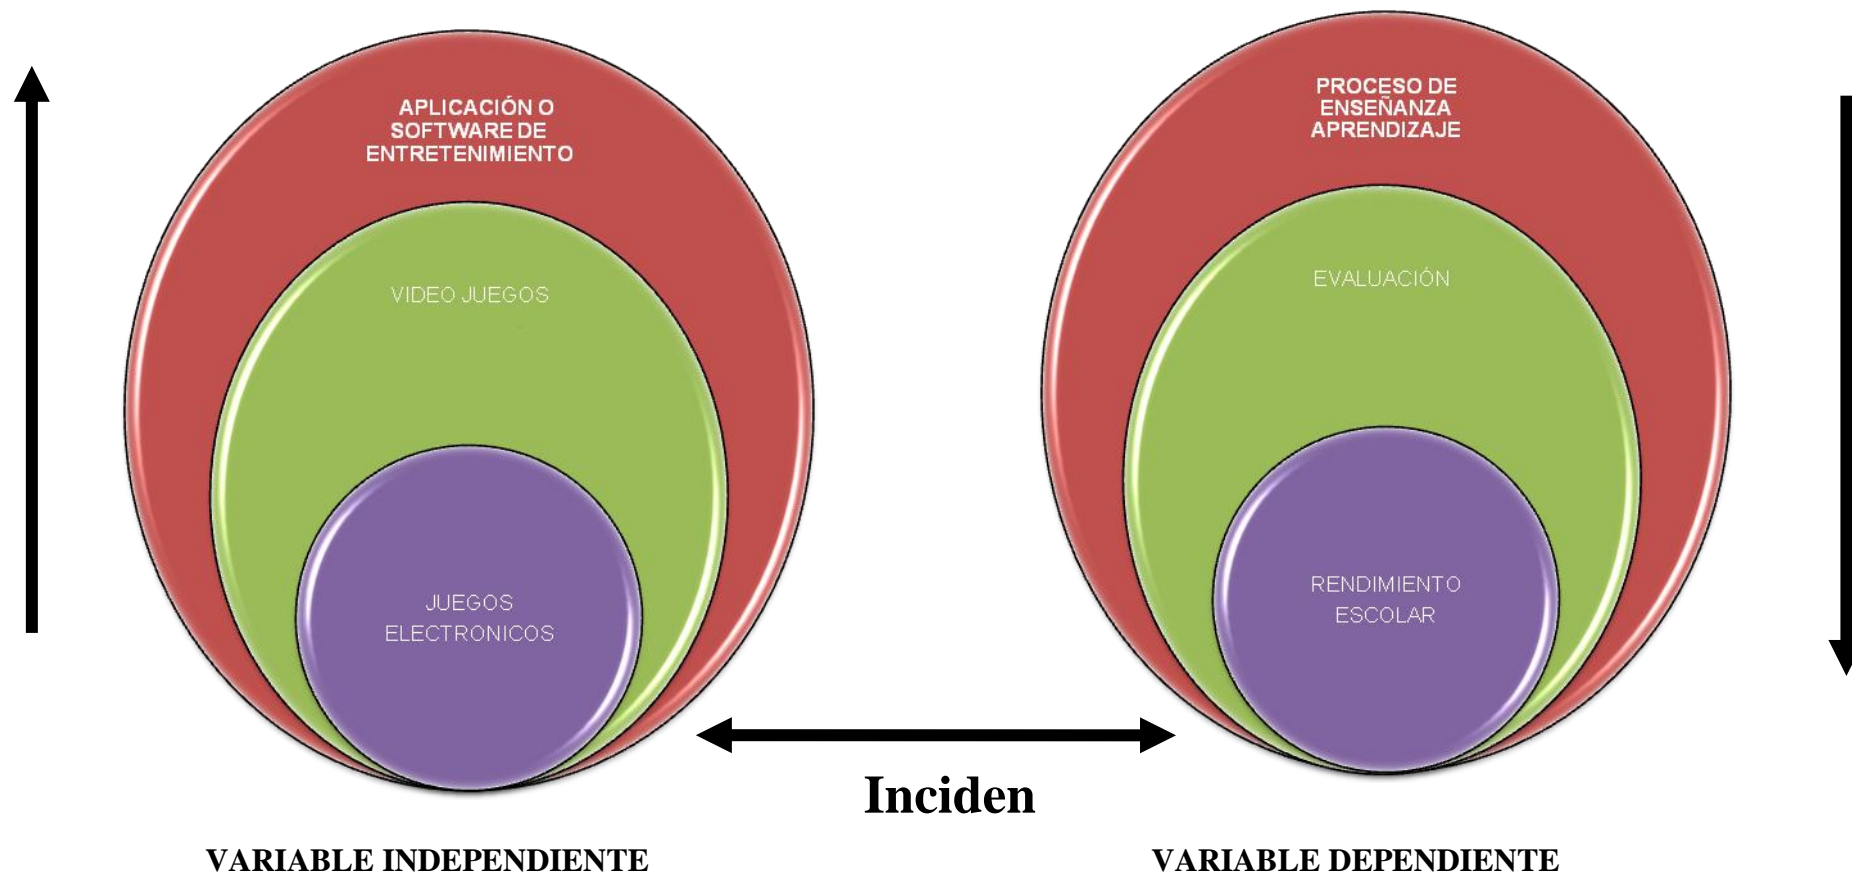 APLICACIÓN O
SOFTWARE DE
ENTRETENIMIENTO
VIDEO JUEGOS
JUEGOS
ELECTRONICOS
PROCESO DE
ENSEÑANZA
APRENDIZAJE
EVALUACIÓN
RENDIMIENTO
ESCOLAR
Inciden
VARIABLE INDEPENDIENTE
VARIABLE DEPENDIENTE